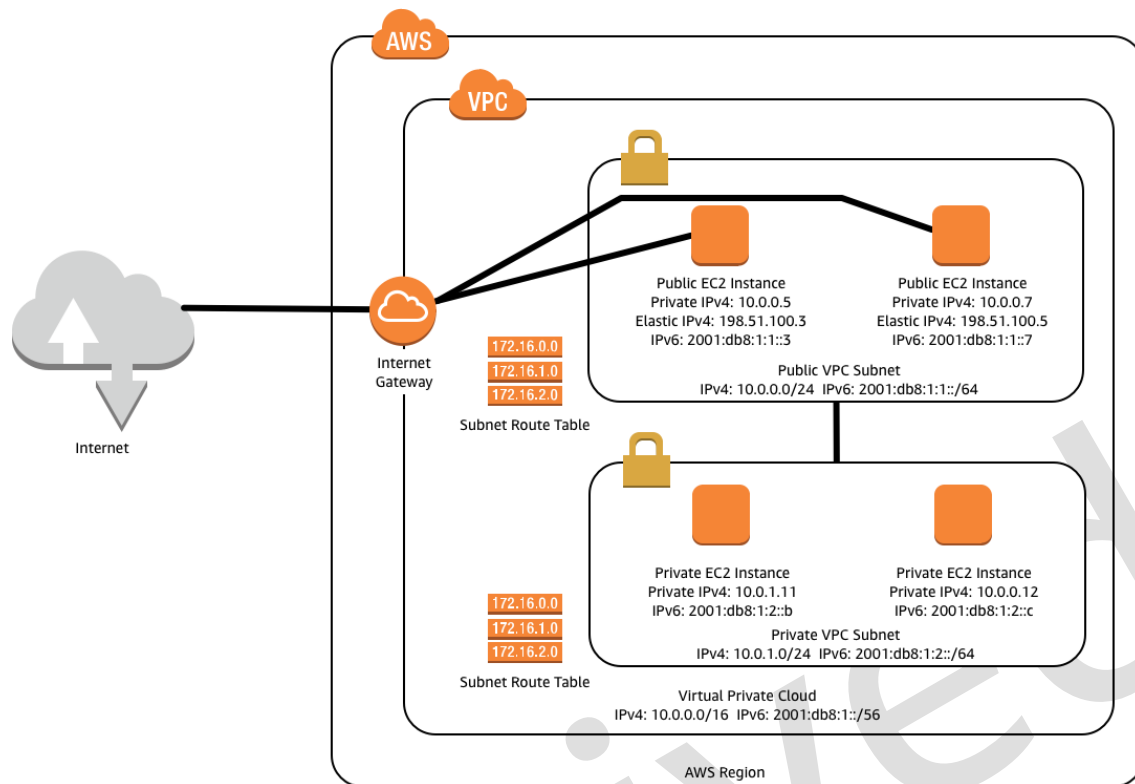 AWS
VPC
Public EC2 Instance
Private IPv4: 10.0.0.5
Elastic IPv4: 198.51.100.3
IPv6: 2001:db8:1:1::3
Public EC2 Instance
Private IPv4: 10.0.0.7
Elastic IPv4: 198.51.100.5
IPv6: 2001:db8:1:1::7
Public VPC Subnet
IPv4: 10.0.0.0/24 IPv6: 2001:db8:1:1::/64
Internet
Gateway
172.16.0.0
172.16.1.0
172.16.2.0
Subnet Route Table
Internet
Private EC2 Instance
Private IPv4: 10.0.1.11
IPv6: 2001:db8:1:2::b
Private EC2 Instance
Private IPv4: 10.0.0.12
IPv6: 2001:db8:1:2::c
Private VPC Subnet
IPv4: 10.0.1.0/24 IPv6: 2001:db8:1:2::/64
172.16.0.0
172.16.1.0
172.16.2.0
Subnet Route Table
Virtual Private Cloud
IPv4: 10.0.0.0/16 IPv6: 2001:db8:1::/56
AWS Region
ived